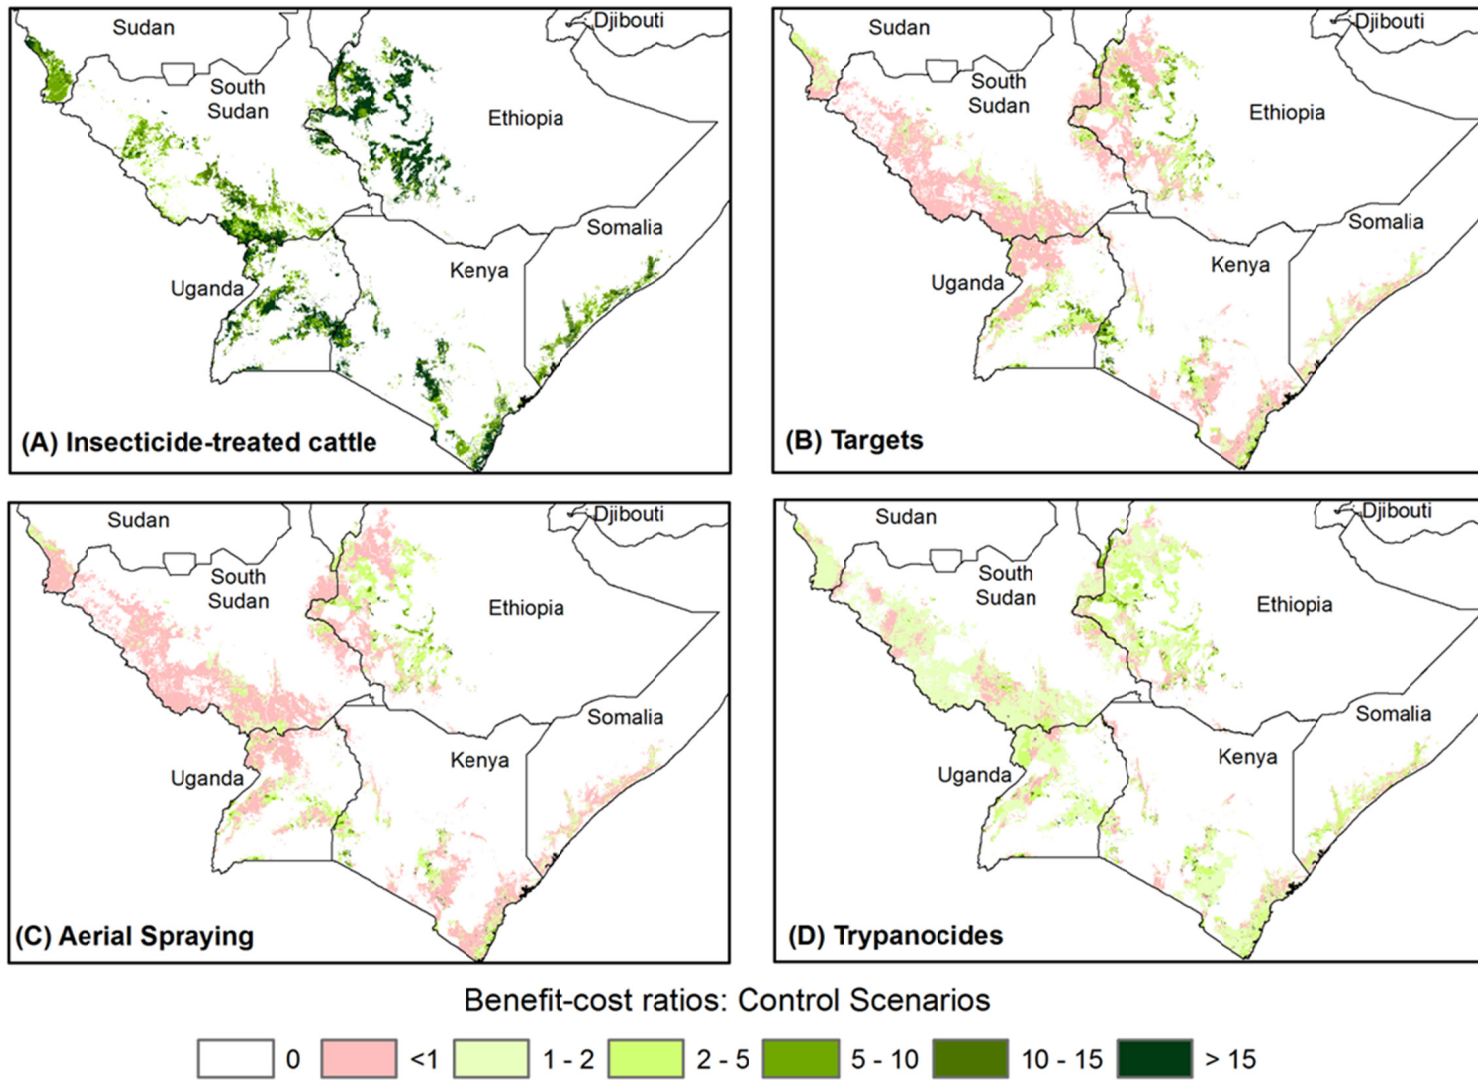 Sudan
Djibouti
South
Sudan
Ethiopia
Somalia
Kenya
Uganda
(A) Insecticide-treated cattle
Sudan
Djibouti
South
Sudan
Ethiopia
Somalia
Kenya
Uganda
(B) Targets
Sudan
Djibouti
South
Sudan
Ethiopia
Somalia
Kenya
Uganda
(C) Aerial Spraying
Sudan
Djibouti
South
Sudan
Ethiopia
Somalia
Kenya
Uganda
(D) Trypanocides
Benefit-cost ratios: Control Scenarios
0 <1 1 - 2 2 - 5 5 - 10 10 - 15 > 15